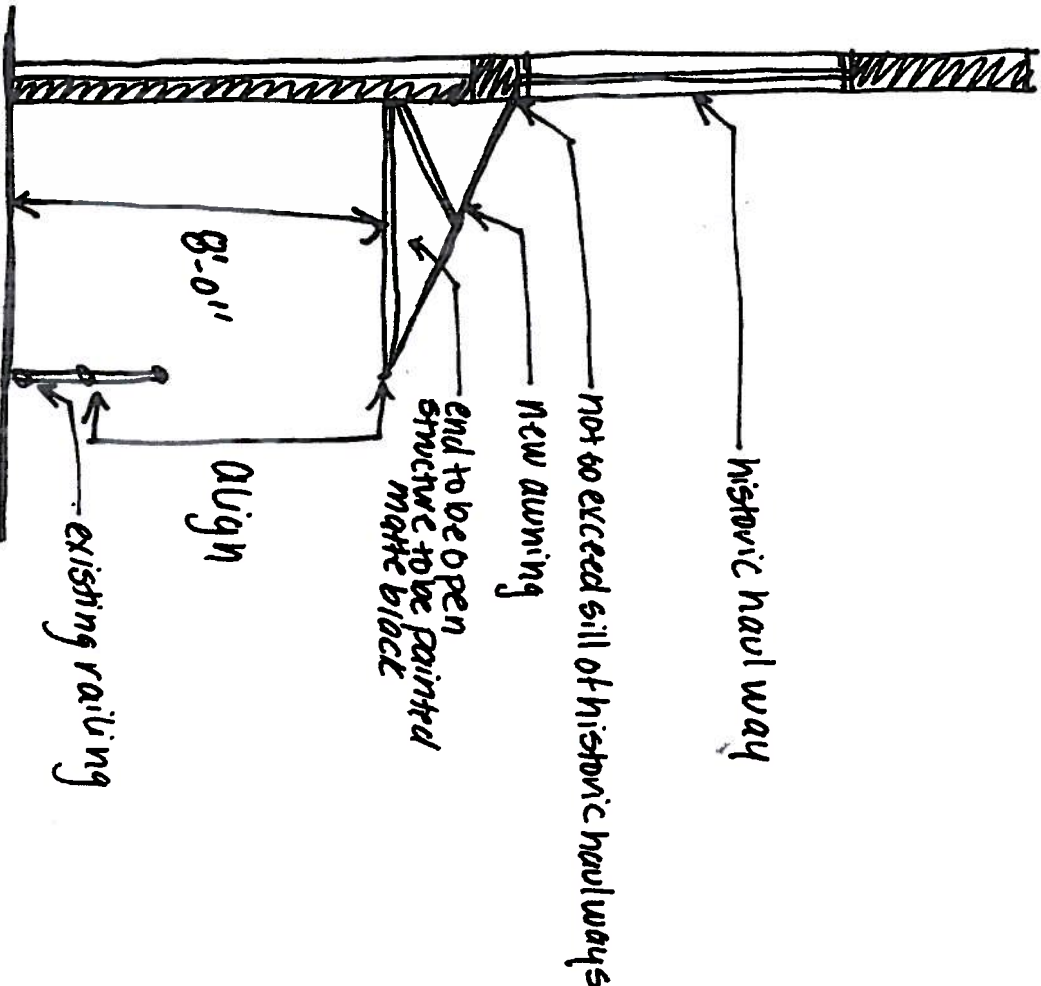 historic haul way
not to exceed sill of historic haulways
new awning
end to be open
structure to be painted
matte black
8'-0"
align
existing railing